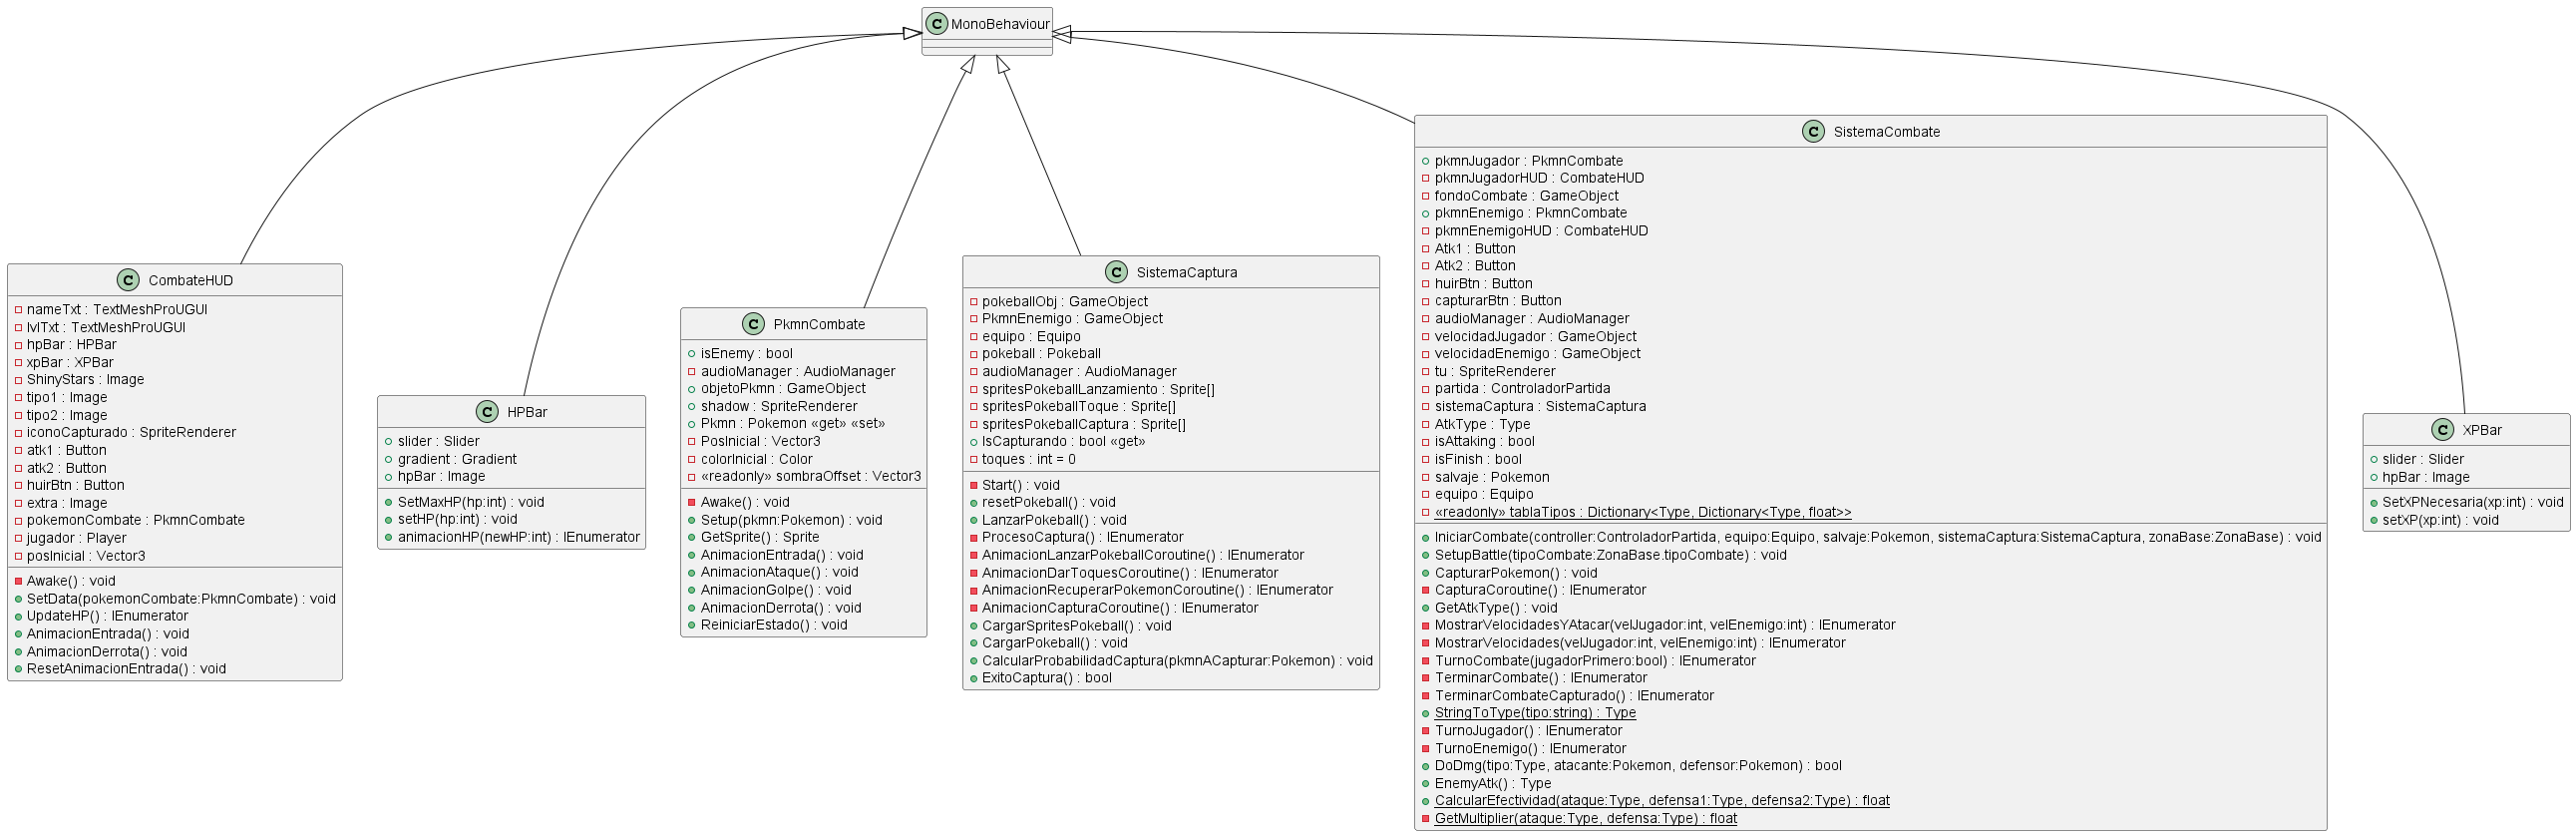 MonoBehaviour
CombateHUD
nameTxt : TextMeshProUGUI
lvlTxt : TextMeshProUGUI
hpBar : HPBar
xpBar : XPBar
ShinyStars : Image
tipo1 : Image
tipo2 : Image
iconoCapturado : SpriteRenderer
atk1 : Button
atk2 : Button
huirBtn : Button
extra : Image
pokemonCombate : PkmnCombate
jugador : Player
posInicial : Vector3
Awake() : void
SetData(pokemonCombate:PkmnCombate) : void
UpdateHP() : IEnumerator
AnimacionEntrada() : void
AnimacionDerrota() : void
ResetAnimacionEntrada() : void
HPBar
slider : Slider
gradient : Gradient
hpBar : Image
SetMaxHP(hp:int) : void
setHP(hp:int) : void
animacionHP(newHP:int) : IEnumerator
PkmnCombate
isEnemy : bool
audioManager : AudioManager
objetoPkmn : GameObject
shadow : SpriteRenderer
Pkmn : Pokemon «get» «set»
PosInicial : Vector3
colorInicial : Color
«readonly» sombraOffset : Vector3
Awake() : void
Setup(pkmn:Pokemon) : void
GetSprite() : Sprite
AnimacionEntrada() : void
AnimacionAtaque() : void
AnimacionGolpe() : void
AnimacionDerrota() : void
ReiniciarEstado() : void
SistemaCaptura
pokeballObj : GameObject
PkmnEnemigo : GameObject
equipo : Equipo
pokeball : Pokeball
audioManager : AudioManager
spritesPokeballLanzamiento : Sprite[]
spritesPokeballToque : Sprite[]
spritesPokeballCaptura : Sprite[]
IsCapturando : bool «get»
toques : int = 0
Start() : void
resetPokeball() : void
LanzarPokeball() : void
ProcesoCaptura() : IEnumerator
AnimacionLanzarPokeballCoroutine() : IEnumerator
AnimacionDarToquesCoroutine() : IEnumerator
AnimacionRecuperarPokemonCoroutine() : IEnumerator
AnimacionCapturaCoroutine() : IEnumerator
CargarSpritesPokeball() : void
CargarPokeball() : void
CalcularProbabilidadCaptura(pkmnACapturar:Pokemon) : void
ExitoCaptura() : bool
SistemaCombate
pkmnJugador : PkmnCombate
pkmnJugadorHUD : CombateHUD
fondoCombate : GameObject
pkmnEnemigo : PkmnCombate
pkmnEnemigoHUD : CombateHUD
Atk1 : Button
Atk2 : Button
huirBtn : Button
capturarBtn : Button
audioManager : AudioManager
velocidadJugador : GameObject
velocidadEnemigo : GameObject
tu : SpriteRenderer
partida : ControladorPartida
sistemaCaptura : SistemaCaptura
AtkType : Type
isAttaking : bool
isFinish : bool
salvaje : Pokemon
equipo : Equipo
«readonly» tablaTipos : Dictionary<Type, Dictionary<Type, float>>
IniciarCombate(controller:ControladorPartida, equipo:Equipo, salvaje:Pokemon, sistemaCaptura:SistemaCaptura, zonaBase:ZonaBase) : void
SetupBattle(tipoCombate:ZonaBase.tipoCombate) : void
CapturarPokemon() : void
CapturaCoroutine() : IEnumerator
GetAtkType() : void
MostrarVelocidadesYAtacar(velJugador:int, velEnemigo:int) : IEnumerator
MostrarVelocidades(velJugador:int, velEnemigo:int) : IEnumerator
TurnoCombate(jugadorPrimero:bool) : IEnumerator
TerminarCombate() : IEnumerator
TerminarCombateCapturado() : IEnumerator
StringToType(tipo:string) : Type
TurnoJugador() : IEnumerator
TurnoEnemigo() : IEnumerator
DoDmg(tipo:Type, atacante:Pokemon, defensor:Pokemon) : bool
EnemyAtk() : Type
CalcularEfectividad(ataque:Type, defensa1:Type, defensa2:Type) : float
GetMultiplier(ataque:Type, defensa:Type) : float
XPBar
slider : Slider
hpBar : Image
SetXPNecesaria(xp:int) : void
setXP(xp:int) : void